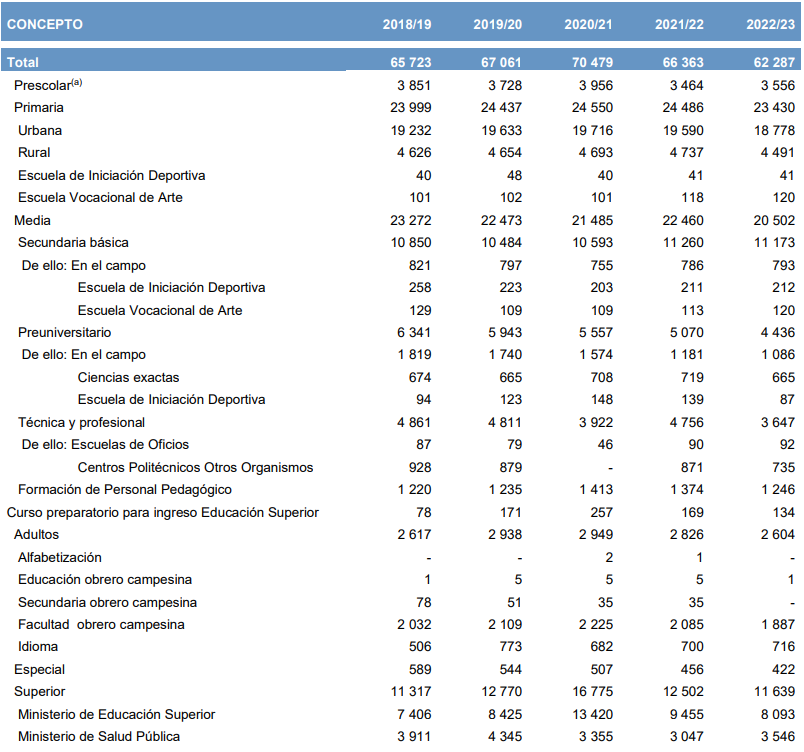 CONCEPTO 2018/19 2019/20 2020/21 2021/22 2022/23
Total 65 723 67 061 70 479 66 363 62 287
Prescolar(a) 3 851 3 728 3 956 3 464 3 556
Primaria 23 999 24 437 24 550 24 486 23 430
Urbana 19 232 19 633 19 716 19 590 18 778
Rural 4 626 4 654 4 693 4 737 4 491
Escuela de Iniciación Deportiva 40 48 40 41 41
Escuela Vocacional de Arte 101 102 101 118 120
Media 23 272 22 473 21 485 22 460 20 502
Secundaria básica 10 850 10 484 10 593 11 260 11 173
De ello: En el campo 821 797 755 786 793
Escuela de Iniciación Deportiva 258 223 203 211 212
Escuela Vocacional de Arte 129 109 109 113 120
Preuniversitario 6 341 5 943 5 557 5 070 4 436
De ello: En el campo 1 819 1 740 1 574 1 181 1 086
Ciencias exactas 674 665 708 719 665
Escuela de Iniciación Deportiva 94 123 148 139 87
Técnica y profesional 4 861 4 811 3 922 4 756 3 647
De ello: Escuelas de Oficios 87 79 46 90 92
Centros Politécnicos Otros Organismos 928 879 - 871 735
Formación de Personal Pedagógico 1 220 1 235 1 413 1 374 1 246
Curso preparatorio para ingreso Educación Superior 78 171 257 169 134
Adultos 2 617 2 938 2 949 2 826 2 604
Alfabetización - - 2 1 -
Educación obrero campesina 1 5 5 5 1
Secundaria obrero campesina 78 51 35 35 -
Facultad obrero campesina 2 032 2 109 2 225 2 085 1 887
Idioma 506 773 682 700 716
Especial 589 544 507 456 422
Superior 11 317 12 770 16 775 12 502 11 639
Ministerio de Educación Superior 7 406 8 425 13 420 9 455 8 093
Ministerio de Salud Pública 3 911 4 345 3 355 3 047 3 546